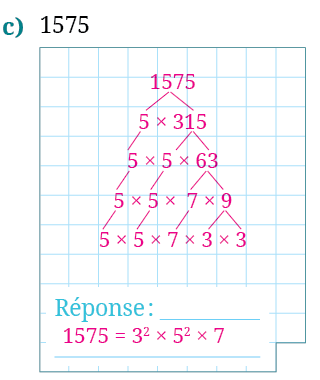 c) 1575
1575
5 × 315
5 × 5 × 63
5 × 5 × 7 × 9
5 × 5 × 7 × 3 × 3
Réponse :
1575 = 3² × 5² × 7